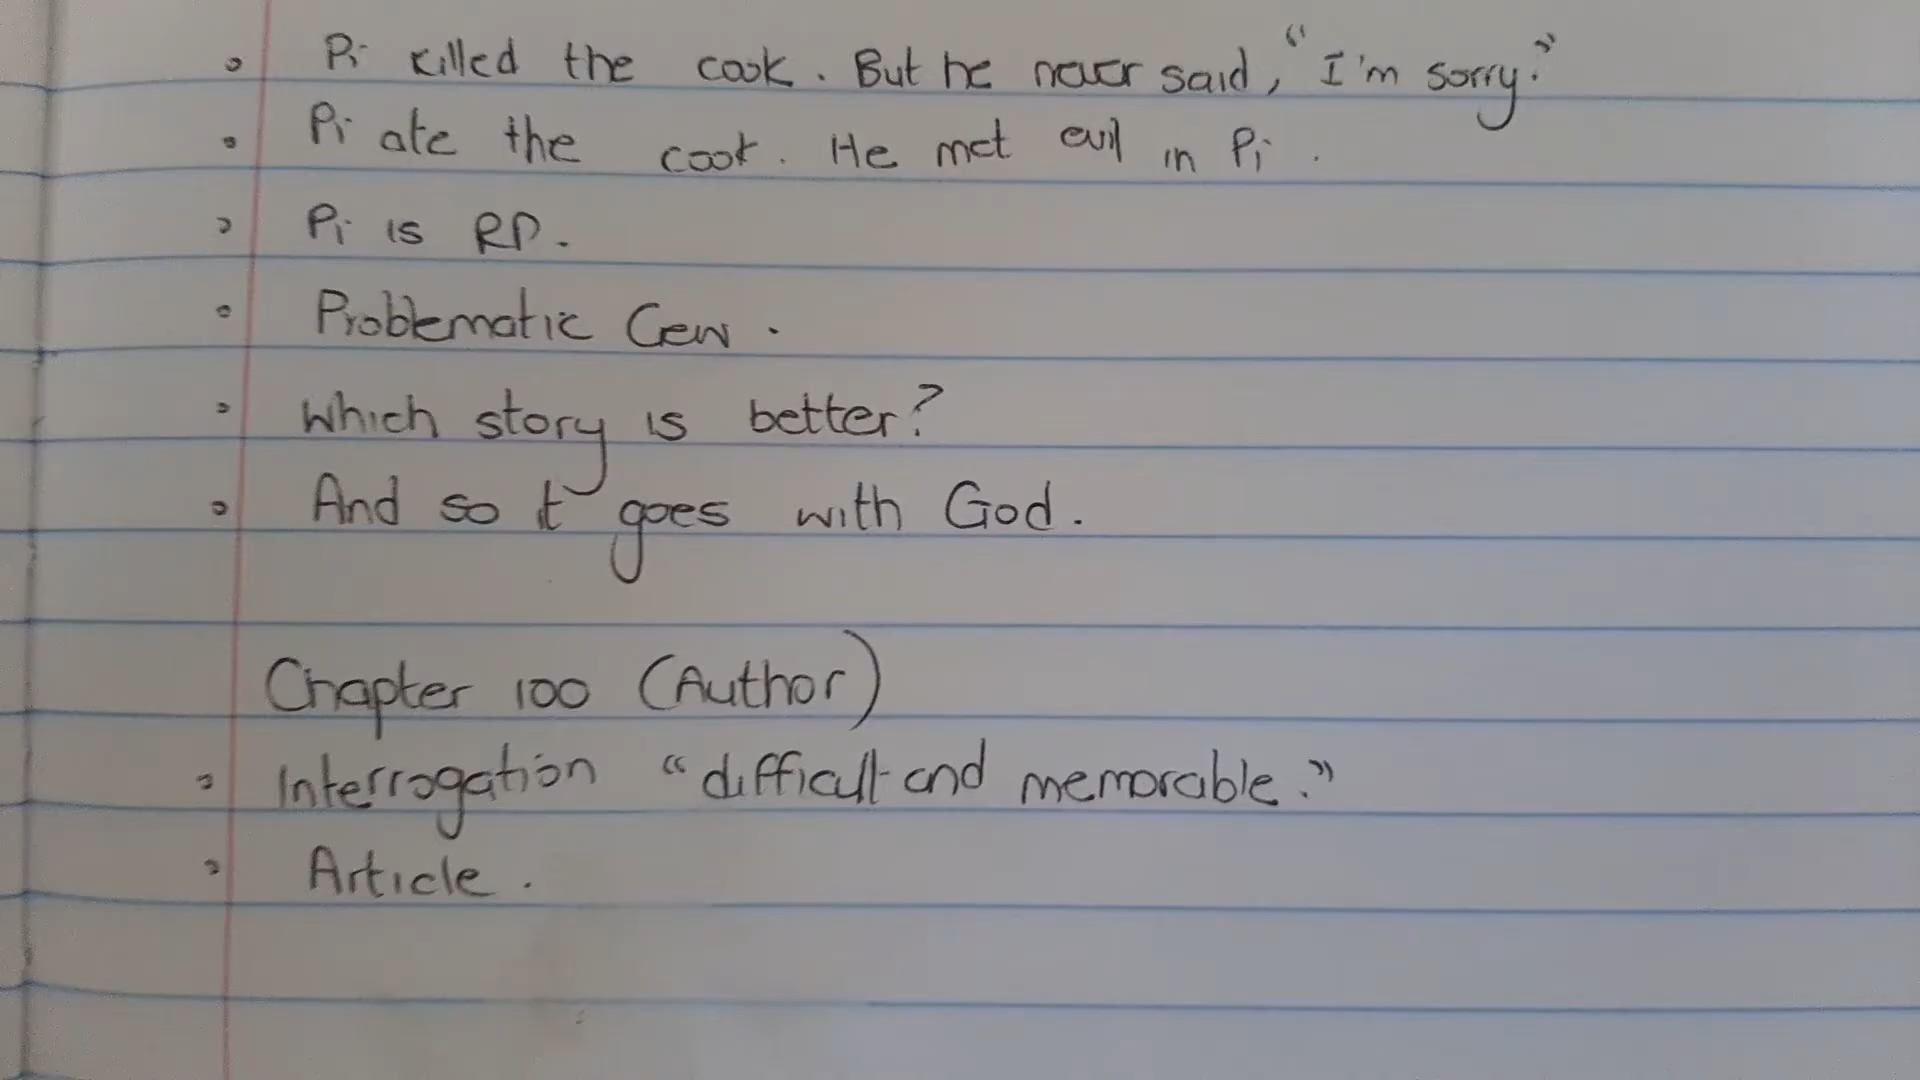 Pi killed the cook. But he never said, "I'm sorry."
Pi ate the cook. He met evil in Pi.
Pi is RP.
Problematic Crew.
Which story is better?
And so it goes with God.
Chapter 100 (Author)
Interrogation "difficult and memorable."
Article.